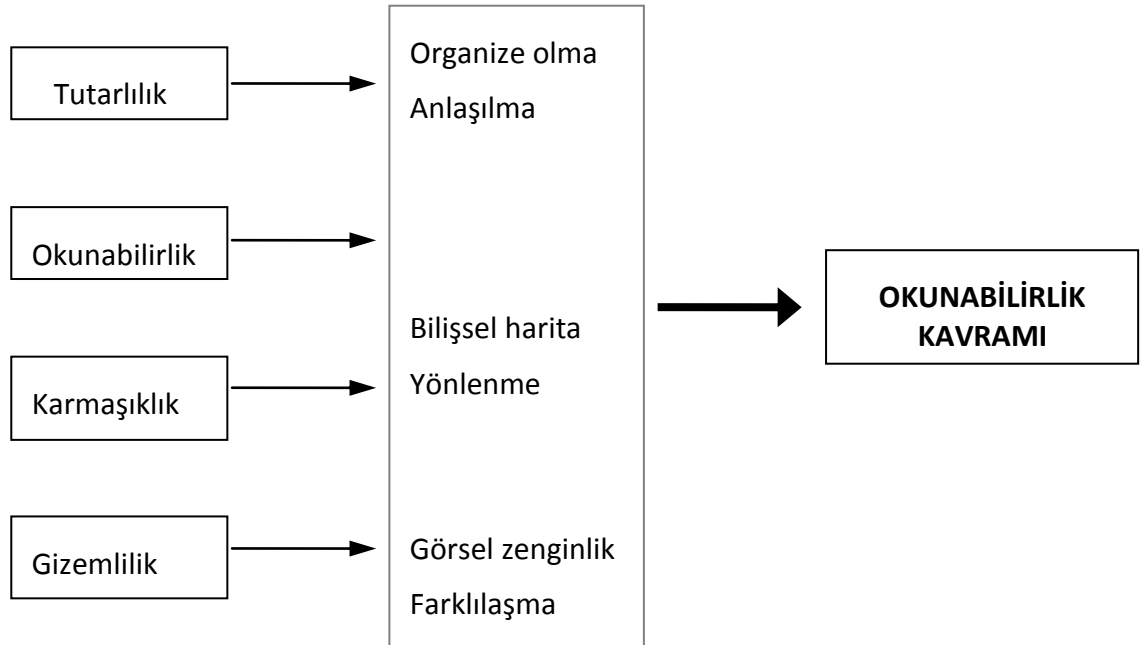 Tutarlılık
Okunabilirlik
Karmaşıklık
Gizemlilik
Organize olma
Anlaşılma
Bilişsel harita
Yönlenme
Görsel zenginlik
Farklılaşma
OKUNABİLİRLİK
KAVRAMI